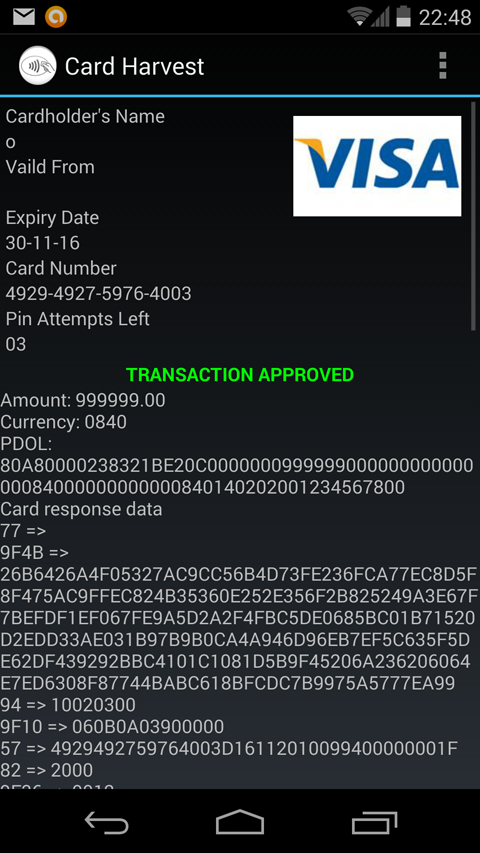 22:48
Card Harvest
Cardholder's Name
o
VISA
Vaild From
Expiry Date
30-11-16
Card Number
4929-4927-5976-4003
Pin Attempts Left
03
TRANSACTION APPROVED
Amount: 999999.00
Currency: 0840
PDOL:
80A80000238321BE20C00000009999999000000000000
00084000000000000840140202001234567800
Card response data
77 =>
9F4B =>
26B6426A4F05327AC9CC56B4D73FE236FCA77EC8D5F
8F475AC9FFEC824B35360E252E356F2B825249A3E67F
7BEFDF1EF067FE9A5D2A2F4FBC5DE0685BC01B71520
D2EDD33AE031B97B9B0CA4A946D96EB7EF5C635F5D
E62DF439292BBC4101C1081D5B9F45206A236206064
E7ED6308F87744BABC618BFCDC7B9975A5777EA99
94 => 10020300
9F10 => 060B0A03900000
57 => 4929492759764003D16112010099400000001F
82 => 2000